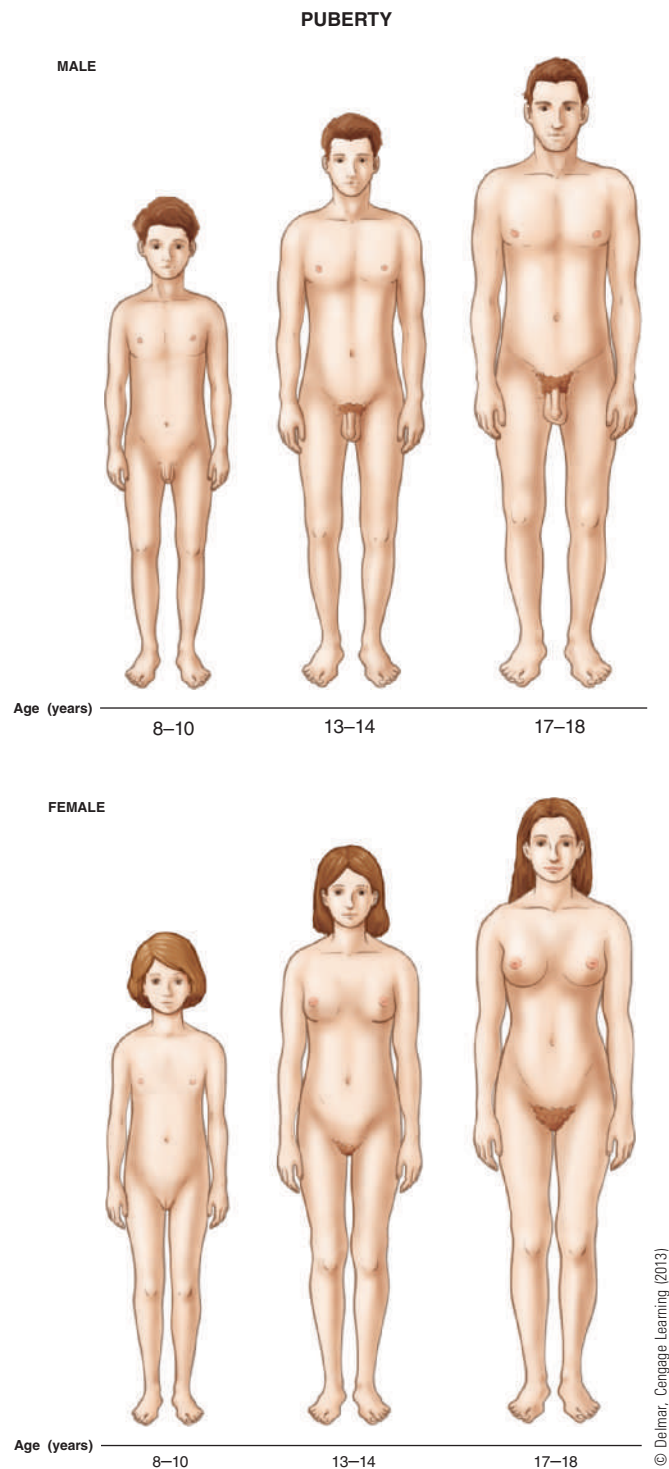 PUBERTY
MALE
Age (years)
8–10
13–14
17–18
FEMALE
Age (years)
8–10
13–14
17–18
© Delmar, Cengage Learning (2013)